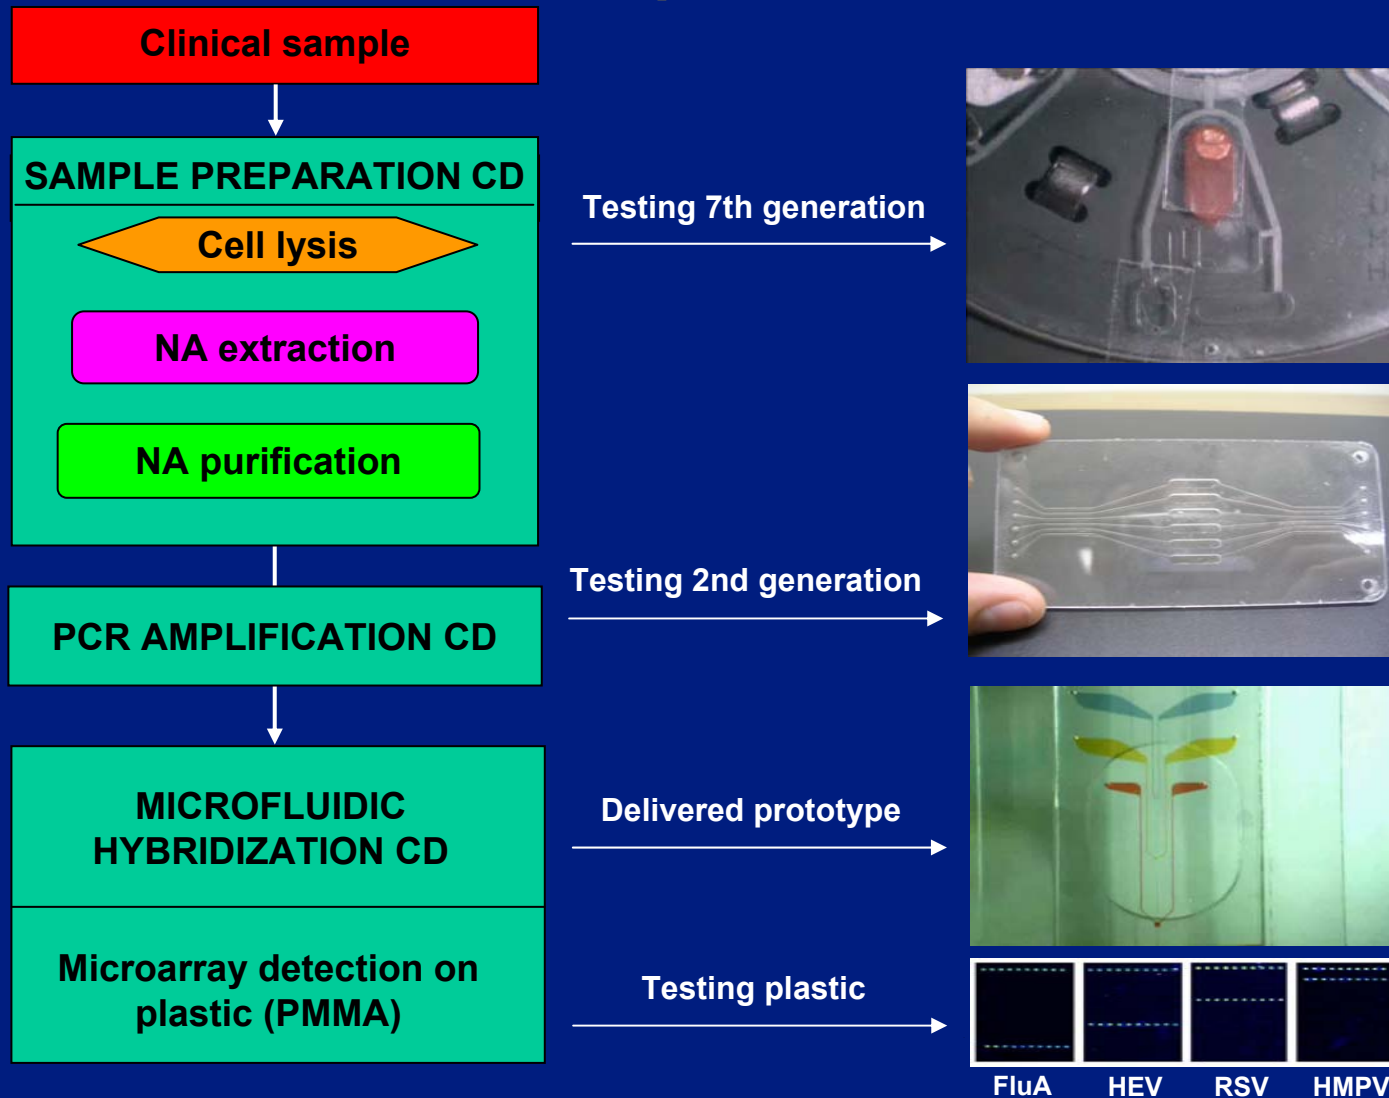 Clinical sample
SAMPLE PREPARATION CD
Cell lysis
NA extraction
NA purification
Testing 7th generation
PCR AMPLIFICATION CD
Testing 2nd generation
MICROFLUIDIC
HYBRIDIZATION CD
Delivered prototype
Microarray detection on
plastic (PMMA)
Testing plastic
FluA HEV RSV HMPV